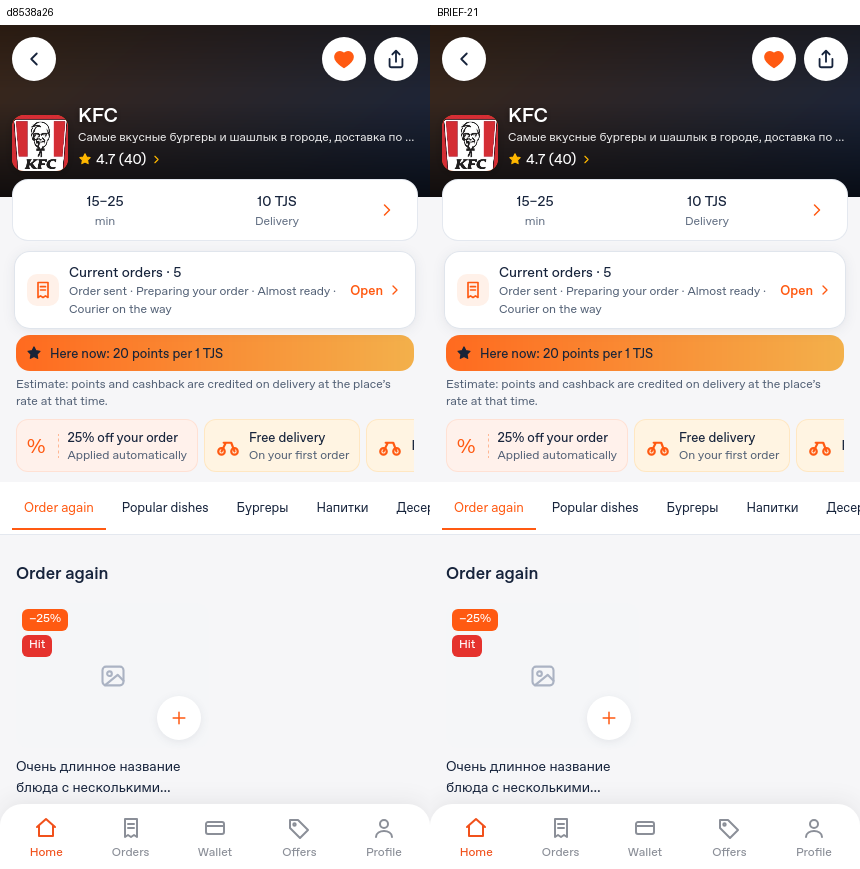 d8538a26
KFC
Самые вкусные бургеры и шашлык в городе, доставка по ...
KFC
4.7 (40)
15–25
min
10 TJS
Delivery
Current orders · 5
Order sent · Preparing your order · Almost ready ·
Courier on the way
Open
Here now: 20 points per 1 TJS
Estimate: points and cashback are credited on delivery at the place's
rate at that time.
%
25% off your order
Applied automatically
Free delivery
On your first order
Order again
Popular dishes
Бургеры
Напитки
Десер
Order again
−25%
Hit
Очень длинное название
блюда с несколькими...
Home
Orders
Wallet
Offers
Profile
BRIEF-21
KFC
Самые вкусные бургеры и шашлык в городе, доставка по ...
KFC
4.7 (40)
15–25
min
10 TJS
Delivery
Current orders · 5
Order sent · Preparing your order · Almost ready ·
Courier on the way
Open
Here now: 20 points per 1 TJS
Estimate: points and cashback are credited on delivery at the place's
rate at that time.
%
25% off your order
Applied automatically
Free delivery
On your first order
Order again
Popular dishes
Бургеры
Напитки
Десер
Order again
−25%
Hit
Очень длинное название
блюда с несколькими...
Home
Orders
Wallet
Offers
Profile